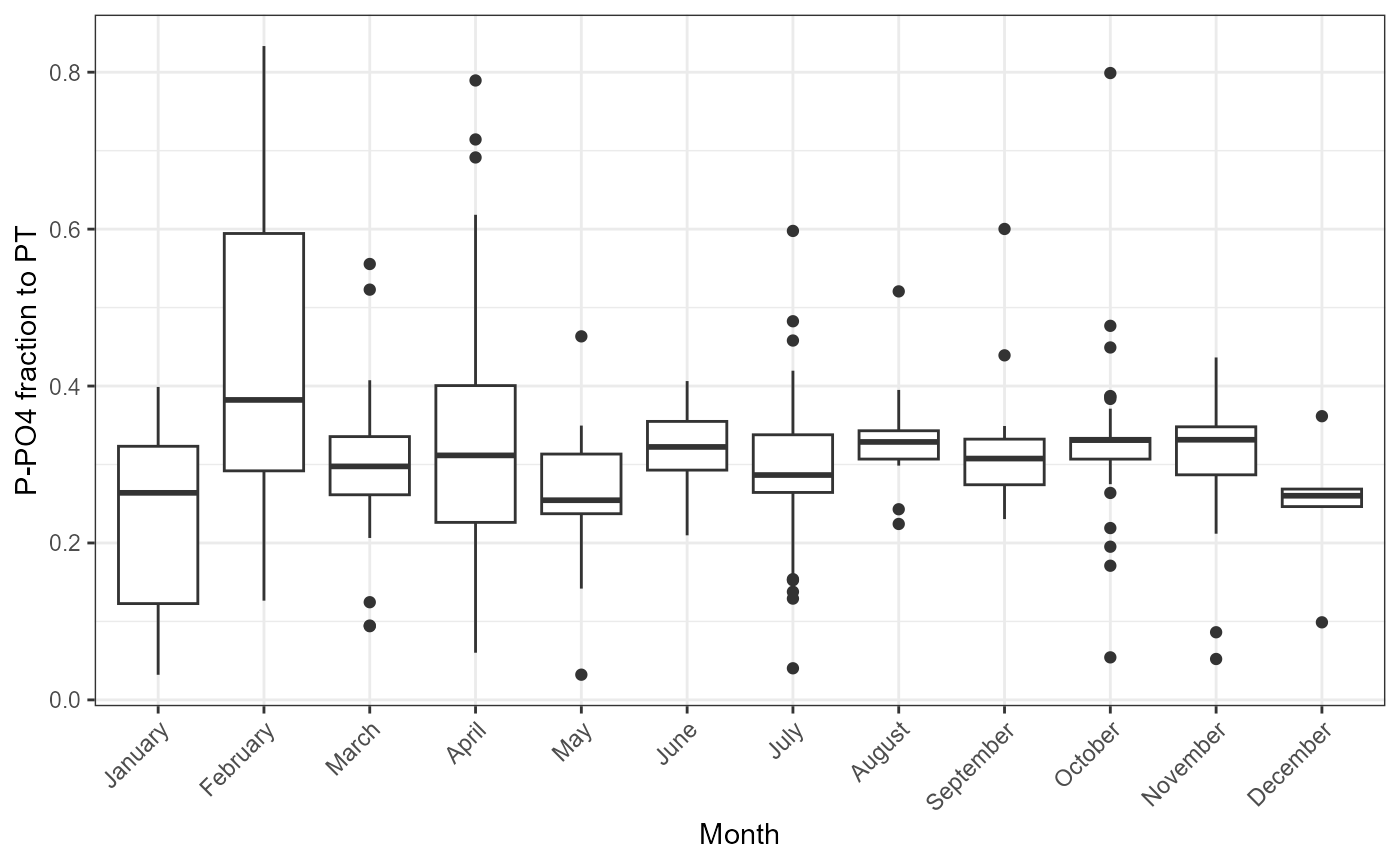 P-PO4 fraction to PT
0.8
0.6
0.4
0.2
0.0
January
February
March
April
May
June
July
August
September
October
November
December
Month